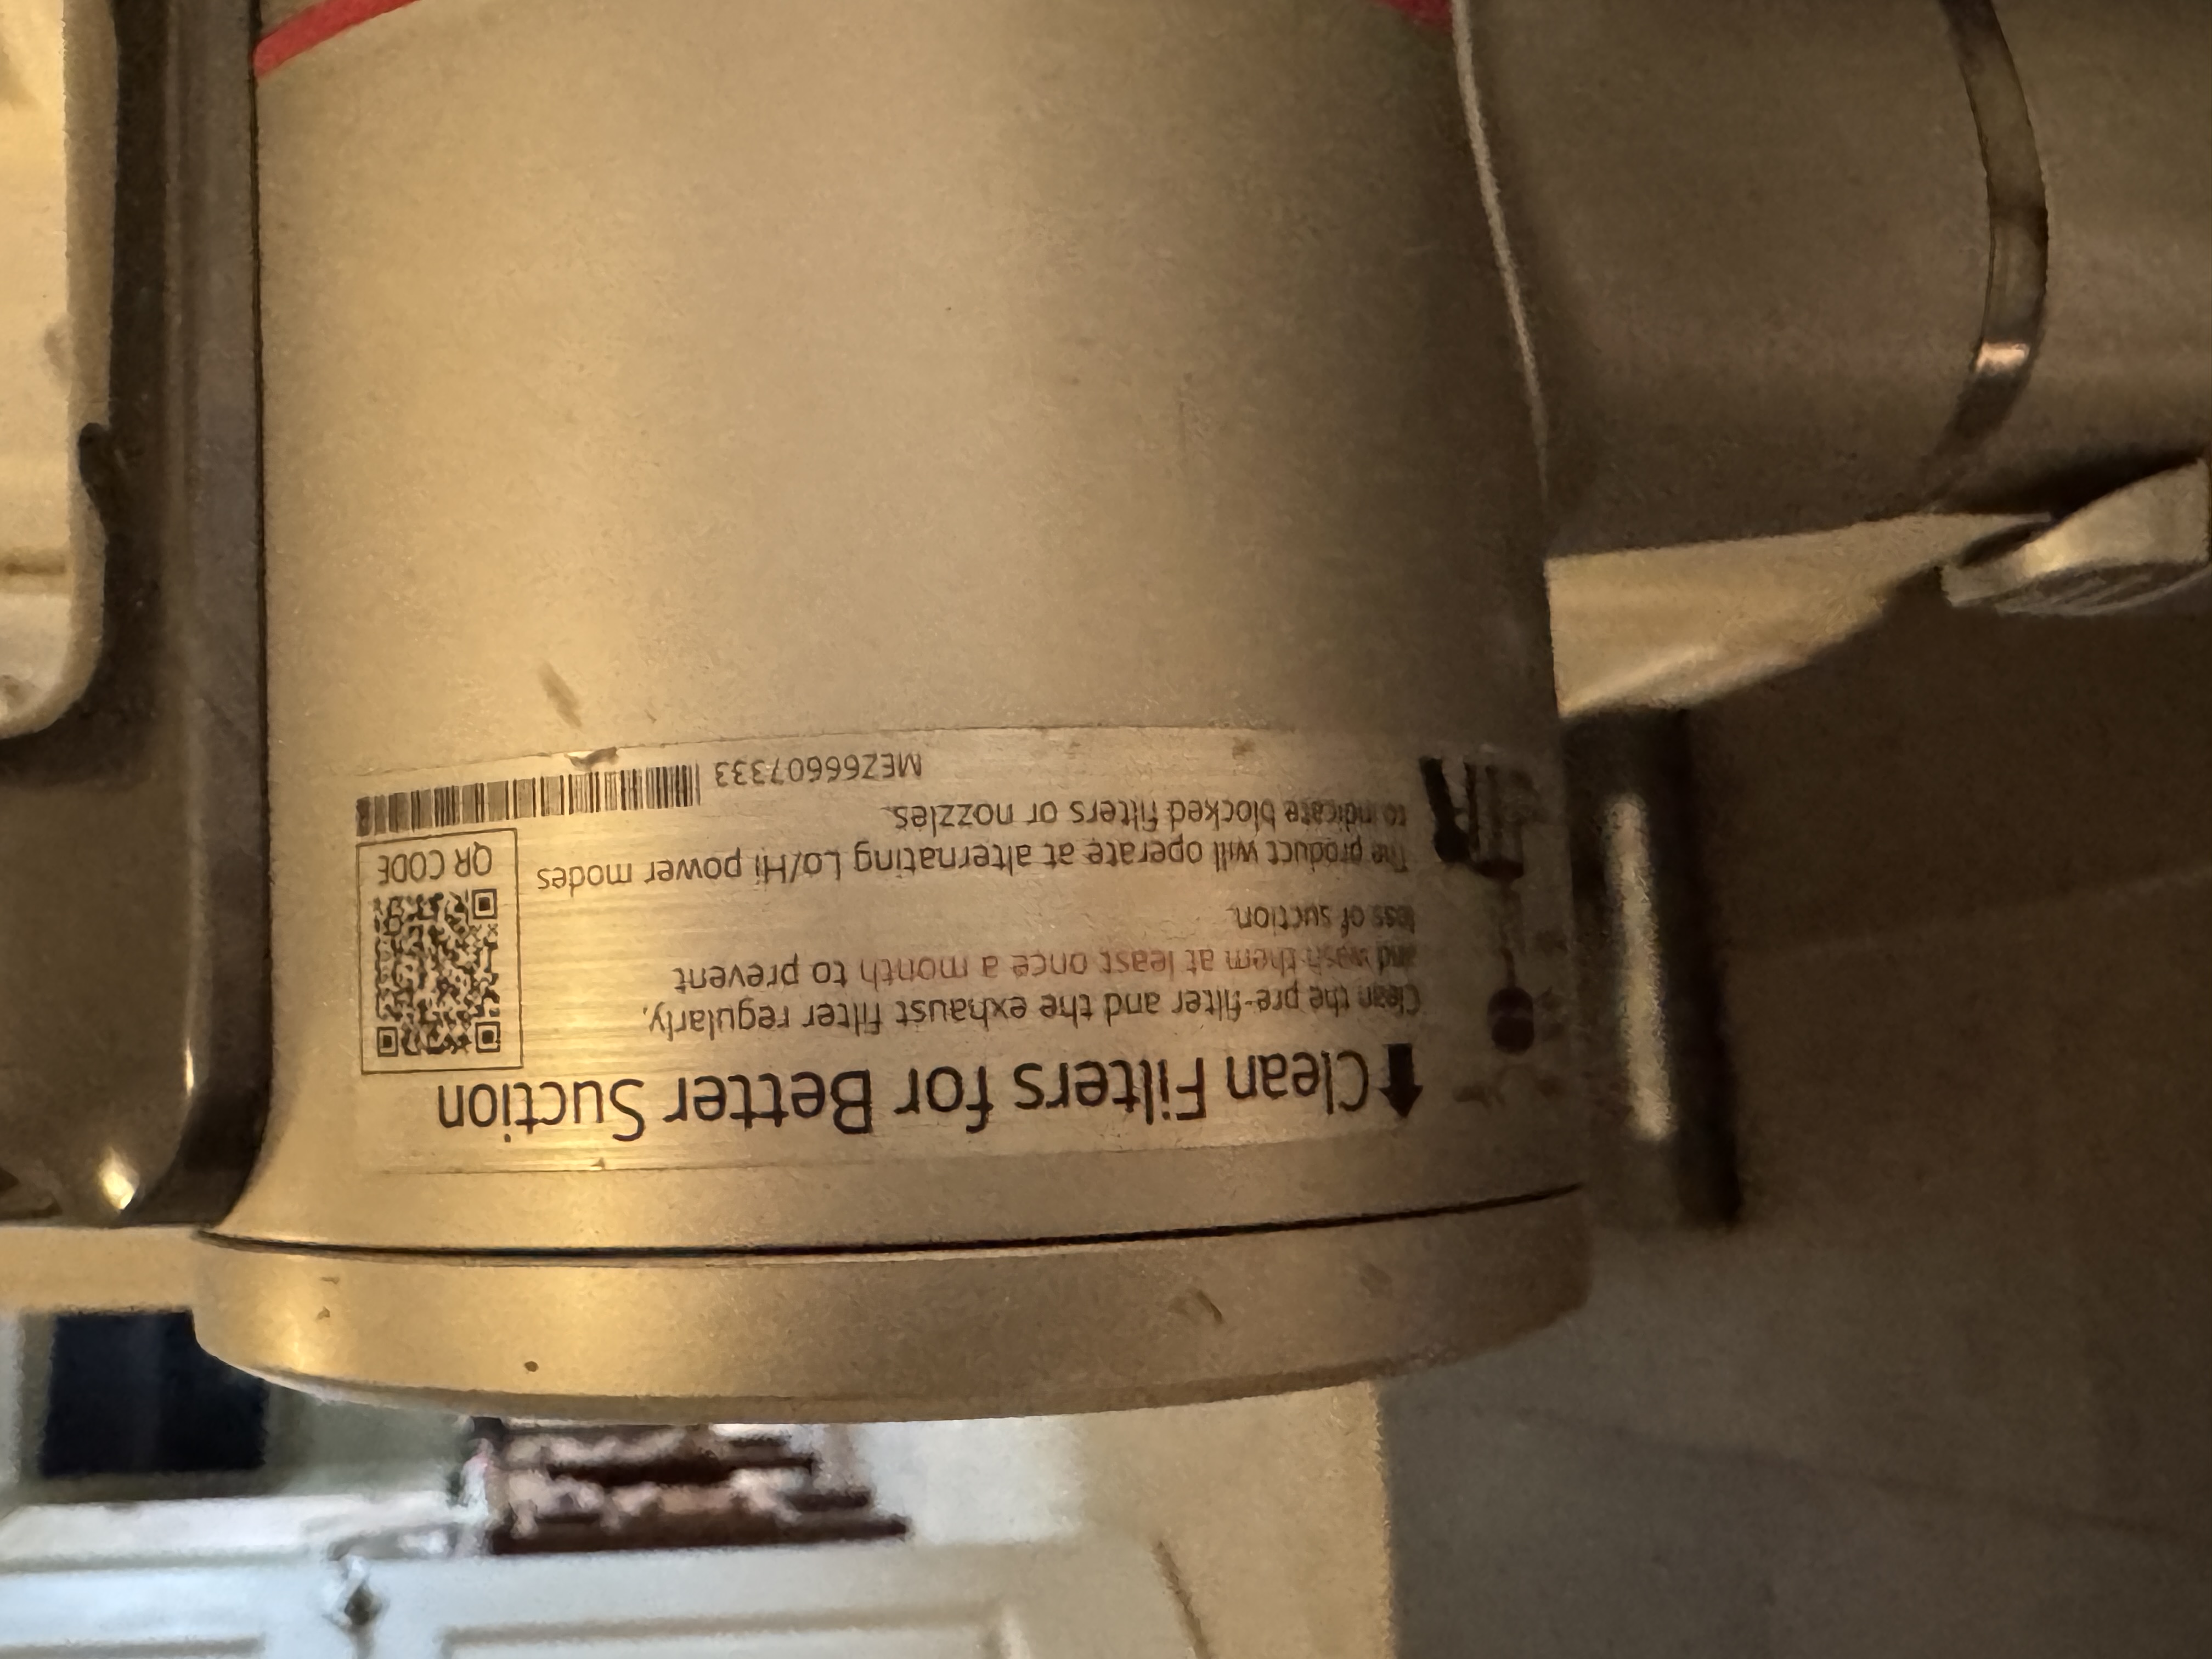 ↑Clean Filters for Better Suction
Clean the pre-filter and the exhaust filter regularly,
and wash them at least once a month to prevent
loss of suction.
The product will operate at alternating Lo/Hi power modes
to indicate blocked filters or nozzles.
MEZ66607333
QR CODE